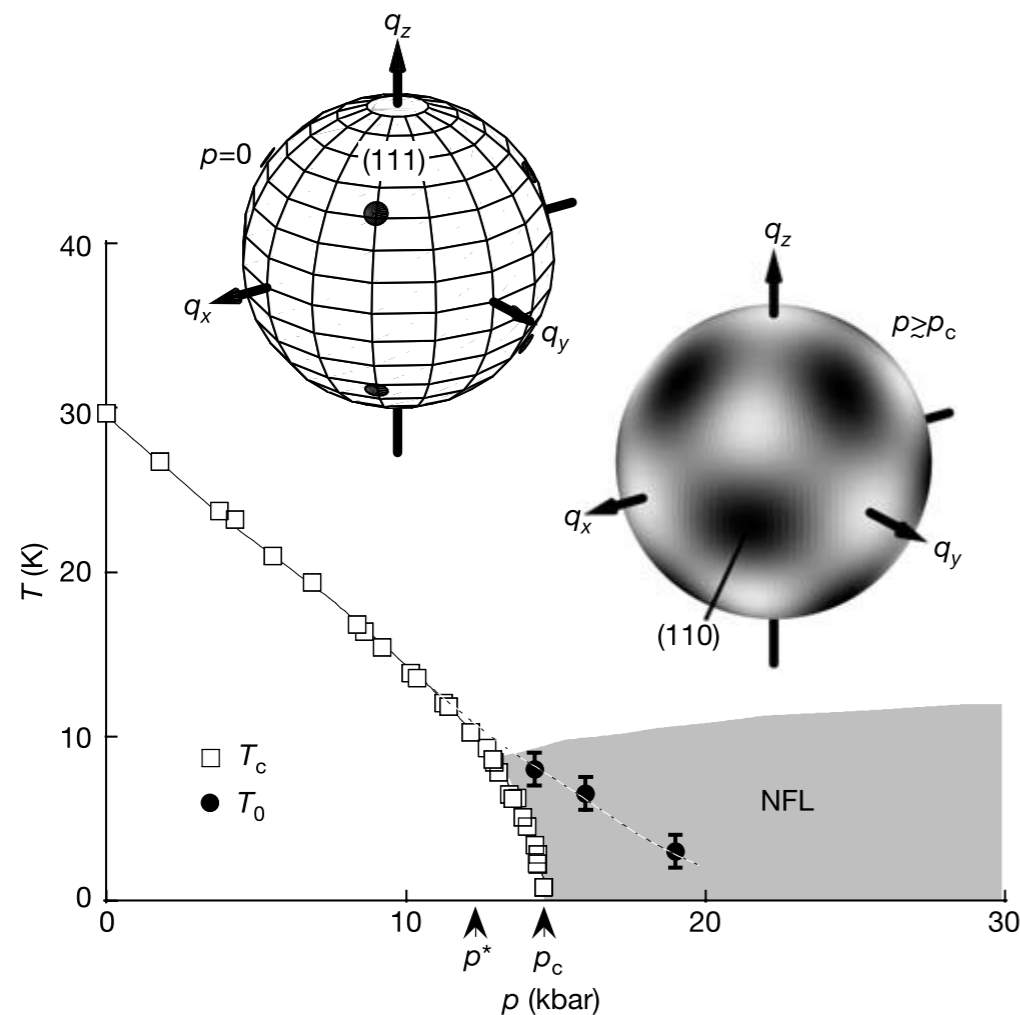 q_z
p=0
(111)
q_x
q_y
q_z
p≳p_c
q_x
q_y
(110)
T (K)
40
30
20
10
0
T_c
T_0
NFL
0
10
20
30
p*
p_c
p (kbar)